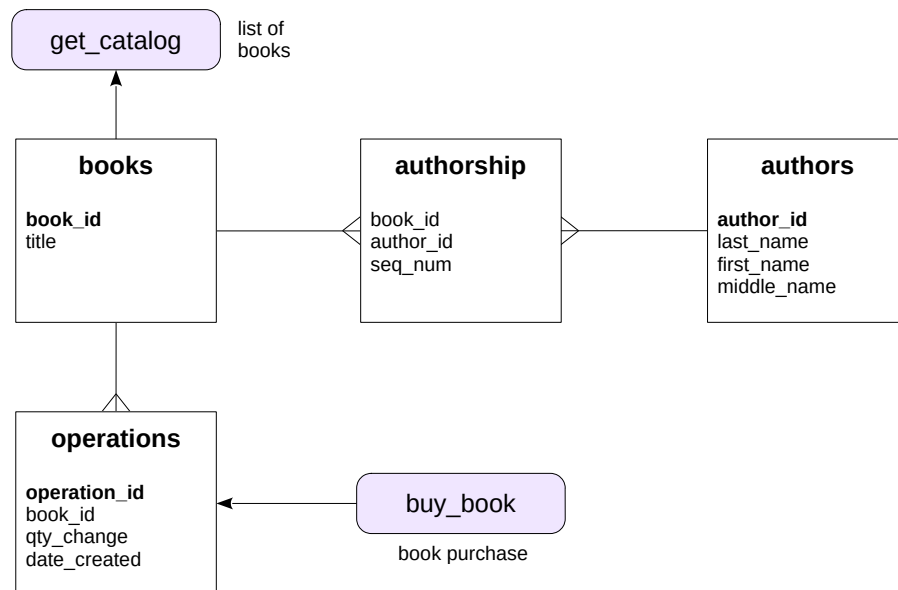 get_catalog
list of
books
books
book_id
title
authorship
book_id
author_id
seq_num
authors
author_id
last_name
first_name
middle_name
operations
operation_id
book_id
qty_change
date_created
buy_book
book purchase